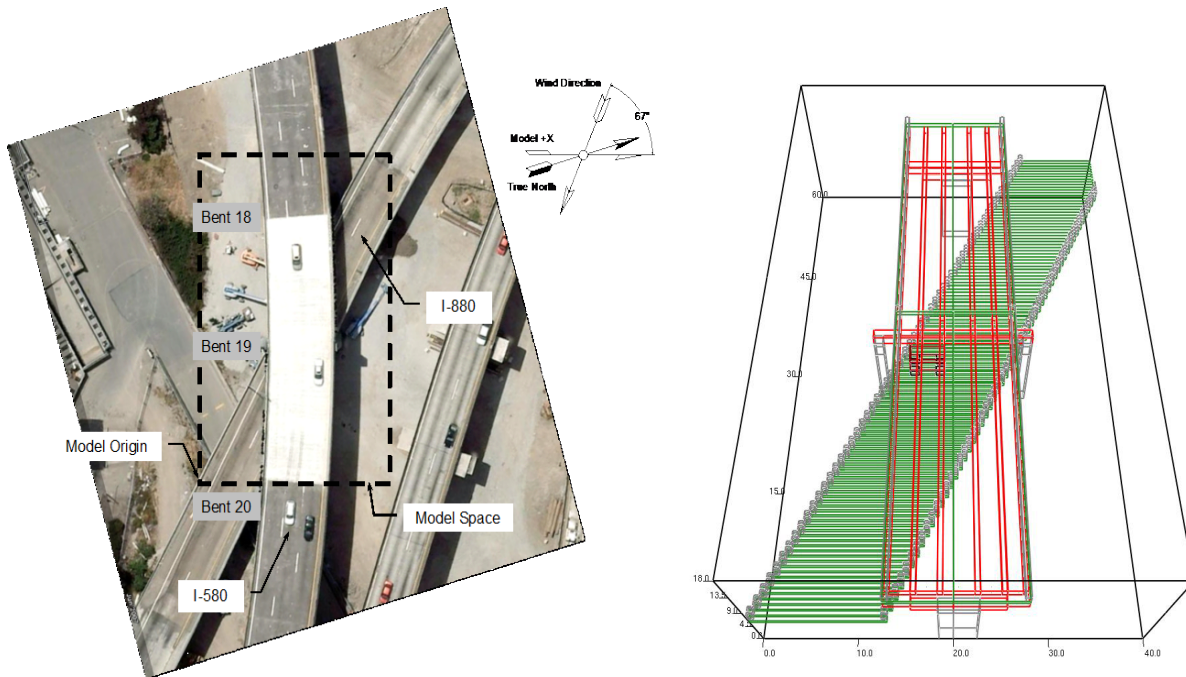 Wind Direction
67°
Model +X
True North
Bent 18
I-880
Bent 19
Model Origin
Bent 20
Model Space
I-580
60.0
45.0
30.0
15.0
18.0
13.5
9.0
4.5
0.0
0.0
10.0
20.0
30.0
40.0